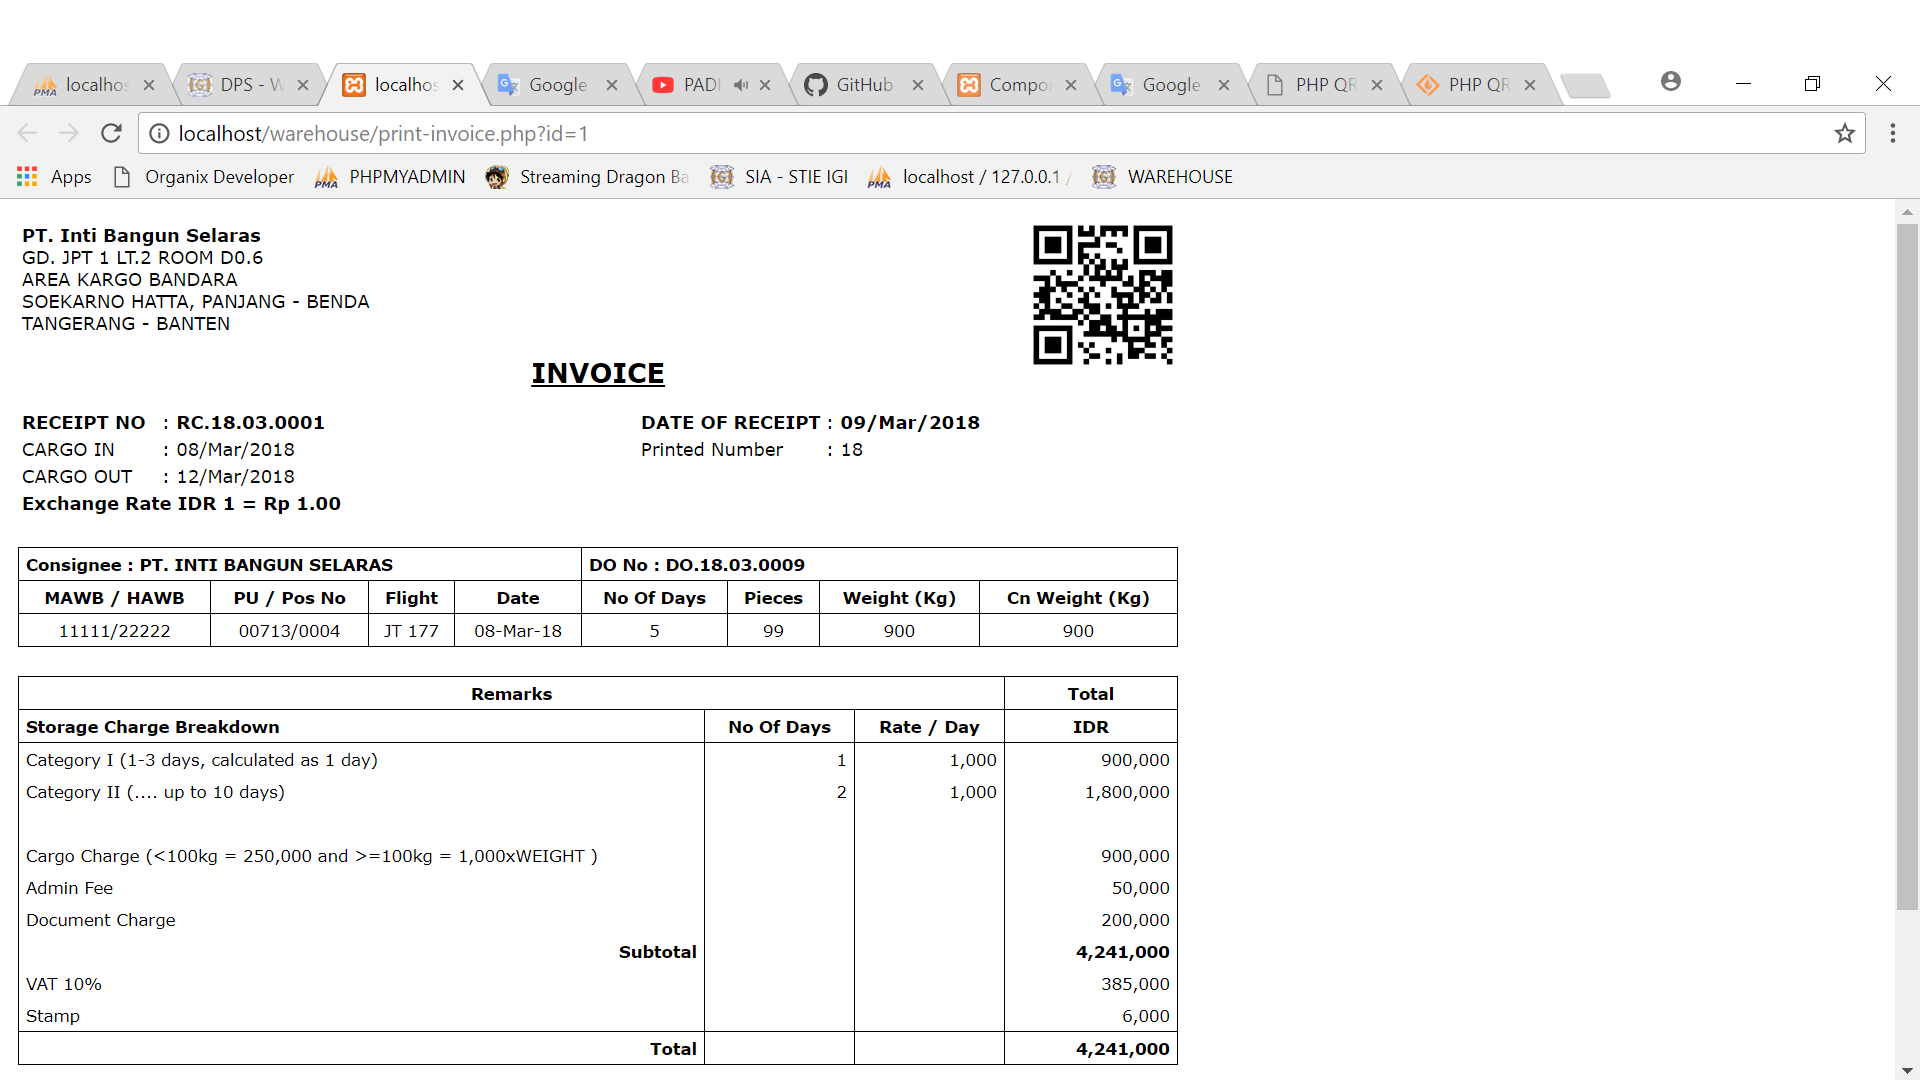 localhos DPS - W localhos Google PADI GitHub Compo Google PHP QR PHP QR
localhost/warehouse/print-invoice.php?id=1
Apps Organix Developer PHPMYADMIN Streaming Dragon Ba SIA - STIE IGI localhost / 127.0.0.1 / WAREHOUSE
PT. Inti Bangun Selaras
GD. JPT 1 LT.2 ROOM D0.6
AREA KARGO BANDARA
SOEKARNO HATTA, PANJANG - BENDA
TANGERANG - BANTEN
INVOICE
RECEIPT NO : RC.18.03.0001 DATE OF RECEIPT : 09/Mar/2018
CARGO IN : 08/Mar/2018 Printed Number : 18
CARGO OUT : 12/Mar/2018
Exchange Rate IDR 1 = Rp 1.00
Consignee : PT. INTI BANGUN SELARAS DO No : DO.18.03.0009
MAWB / HAWB PU / Pos No Flight Date No Of Days Pieces Weight (Kg) Cn Weight (Kg)
11111/22222 00713/0004 JT 177 08-Mar-18 5 99 900 900
Remarks Total
Storage Charge Breakdown No Of Days Rate / Day IDR
Category I (1-3 days, calculated as 1 day) 1 1,000 900,000
Category II (.... up to 10 days) 2 1,000 1,800,000
Cargo Charge (<100kg = 250,000 and >=100kg = 1,000xWEIGHT ) 900,000
Admin Fee 50,000
Document Charge 200,000
Subtotal 4,241,000
VAT 10% 385,000
Stamp 6,000
Total 4,241,000